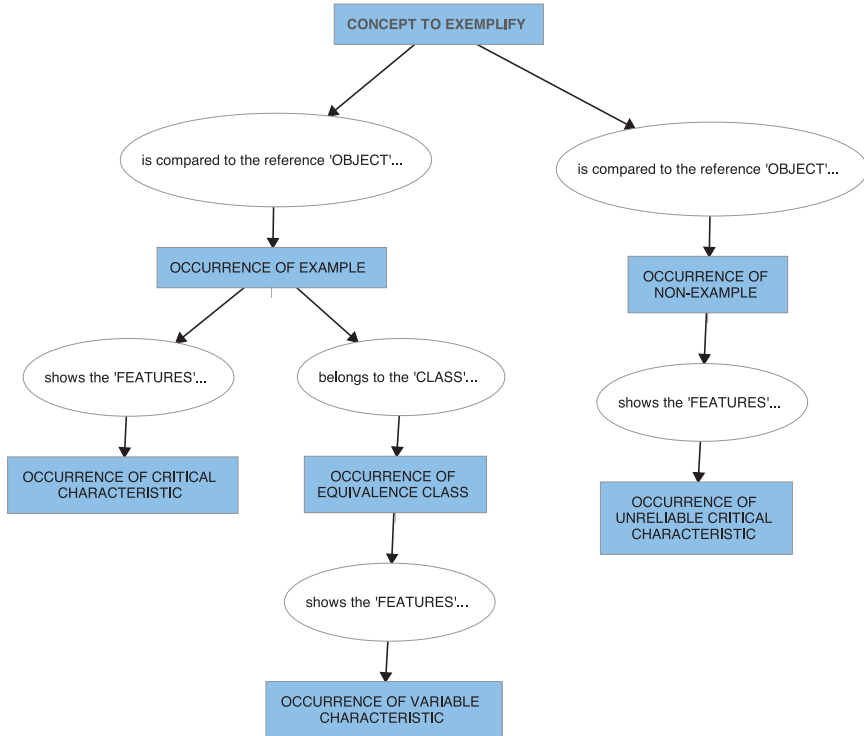 CONCEPT TO EXEMPLIFY
is compared to the reference 'OBJECT'...
is compared to the reference 'OBJECT'...
OCCURRENCE OF EXAMPLE
OCCURRENCE OF
NON-EXAMPLE
shows the 'FEATURES'...
belongs to the 'CLASS'...
shows the 'FEATURES'...
OCCURRENCE OF CRITICAL
CHARACTERISTIC
OCCURRENCE OF
EQUIVALENCE CLASS
OCCURRENCE OF
UNRELIABLE CRITICAL
CHARACTERISTIC
shows the 'FEATURES'...
OCCURRENCE OF VARIABLE
CHARACTERISTIC